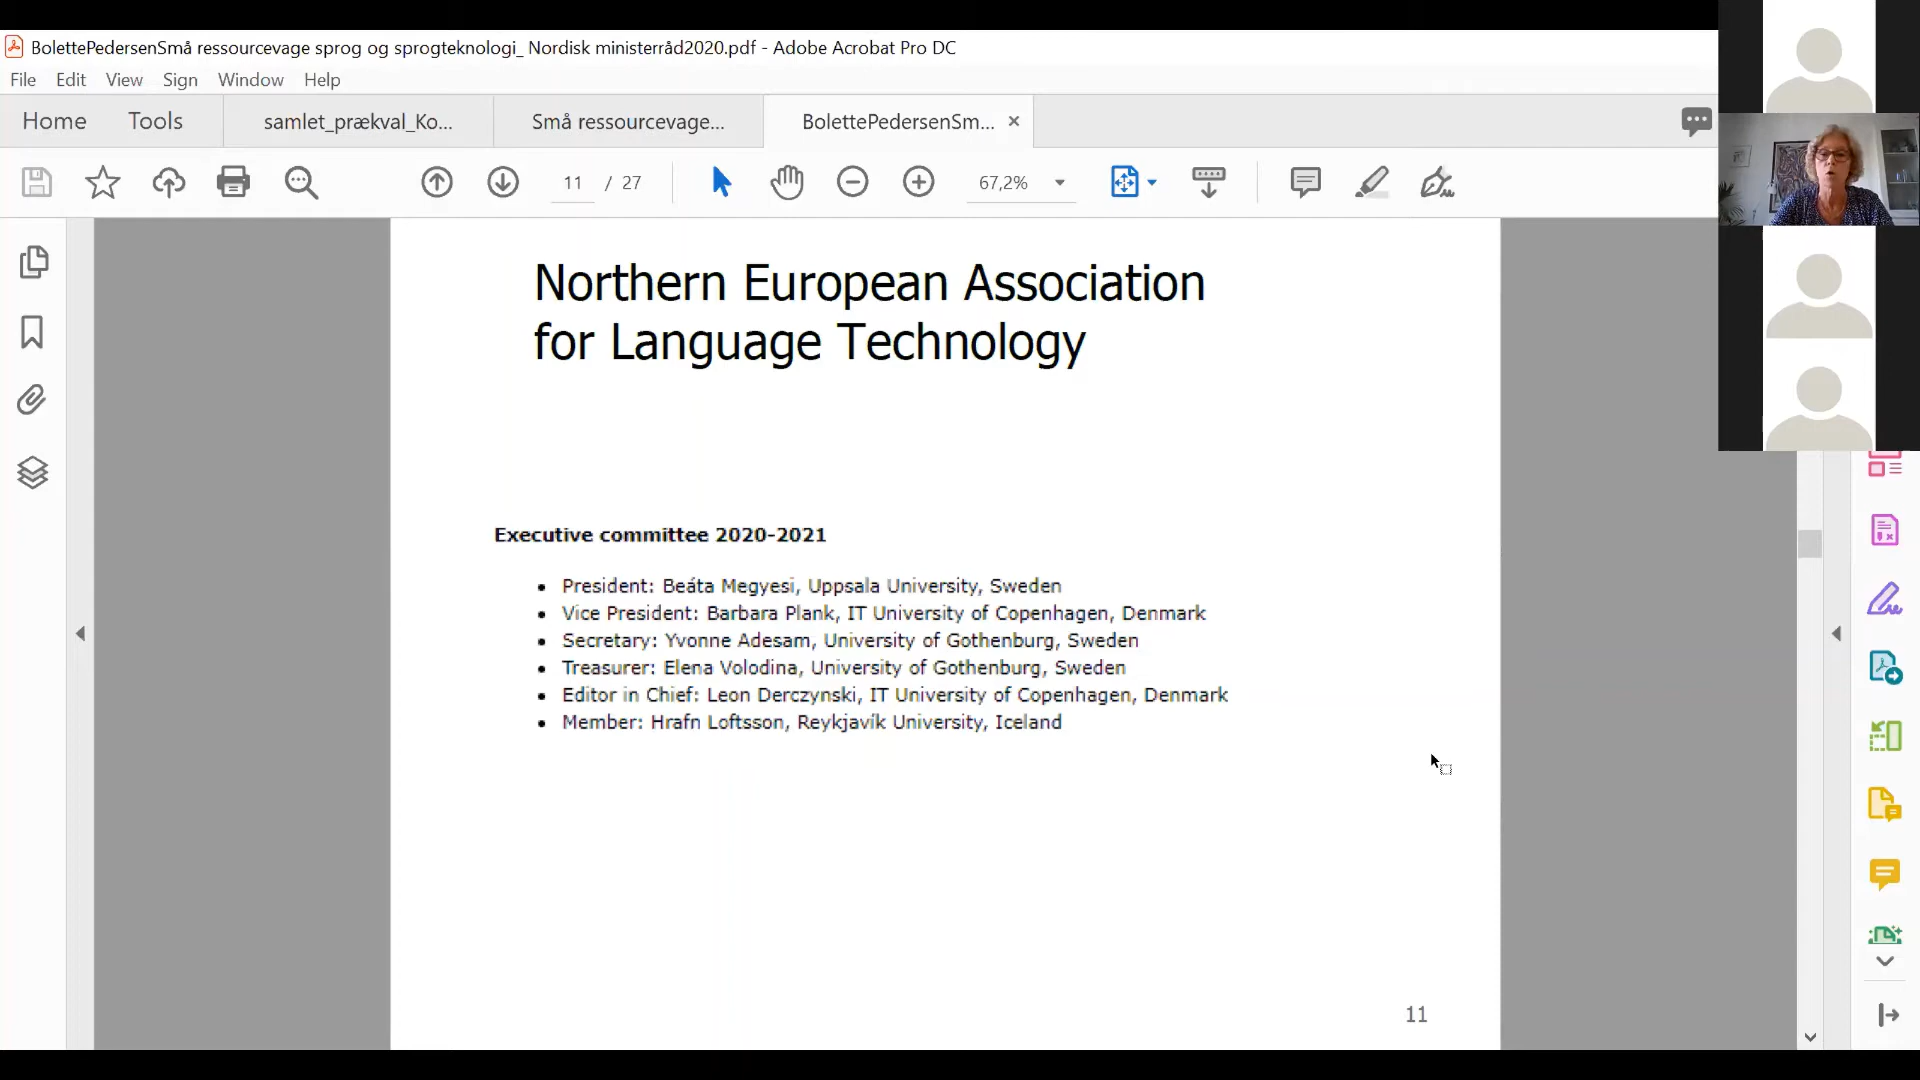 BolettePedersenSmå ressourcevage sprog og sprogteknologi_ Nordisk ministerråd2020.pdf - Adobe Acrobat Pro DC
File Edit View Sign Window Help
Home Tools samlet_prækval_Ko... Små ressourcevage... BolettePedersenSm... ×
11 / 27 67,2%
Northern European Association
for Language Technology
Executive committee 2020-2021
• President: Beáta Megyesi, Uppsala University, Sweden
• Vice President: Barbara Plank, IT University of Copenhagen, Denmark
• Secretary: Yvonne Adesam, University of Gothenburg, Sweden
• Treasurer: Elena Volodina, University of Gothenburg, Sweden
• Editor in Chief: Leon Derczynski, IT University of Copenhagen, Denmark
• Member: Hrafn Loftsson, Reykjavík University, Iceland
11